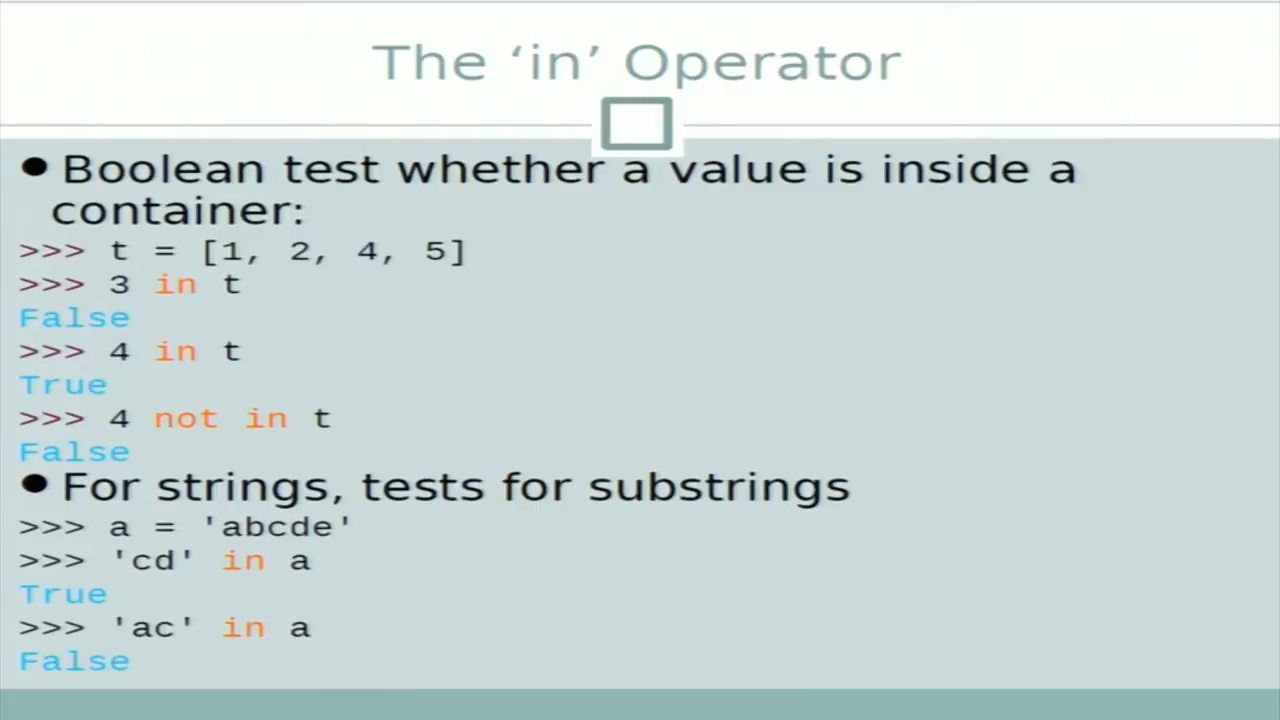 The ‘in’ Operator
● Boolean test whether a value is inside a
container:
>>> t = [1, 2, 4, 5]
>>> 3 in t
False
>>> 4 in t
True
>>> 4 not in t
False
● For strings, tests for substrings
>>> a = 'abcde'
>>> 'cd' in a
True
>>> 'ac' in a
False